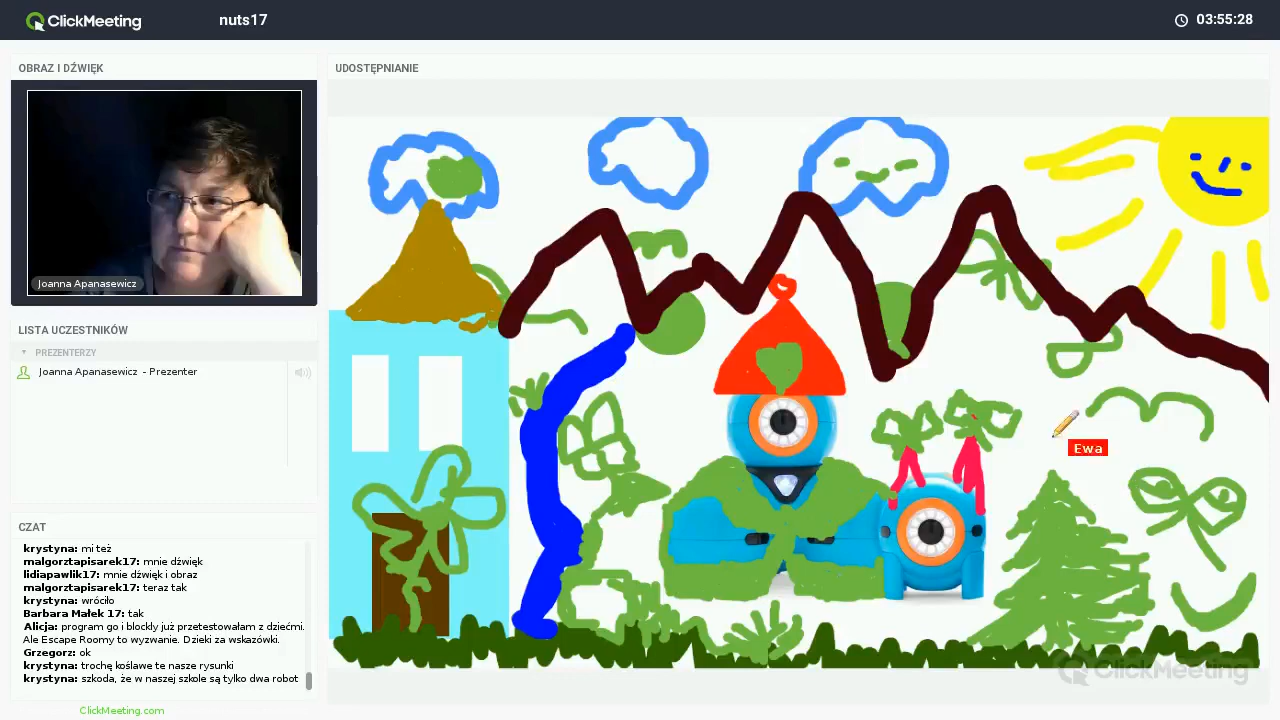 ClickMeeting
nuts17
03:55:28
OBRAZ I DŹWIĘK
UDOSTĘPNIANIE
Joanna Apanasewicz
LISTA UCZESTNIKÓW
PREZENTERZY
Joanna Apanasewicz - Prezenter
Ewa
CZAT
krystyna: mi też
malgorztapisarek17: mnie dźwięk
lidiapawlik17: mnie dźwięk i obraz
malgorztapisarek17: teraz tak
krystyna: wróciło
Barbara Małek 17: tak
Alicja: program go i blockly już przetestowałam z dziećmi.
Ale Escape Roomy to wyzwanie. Dzieki za wskazówki.
Grzegorz: ok
krystyna: trochę koślawe te nasze rysunki
krystyna: szkoda, że w naszej szkole są tylko dwa robot
ClickMeeting
ClickMeeting.com